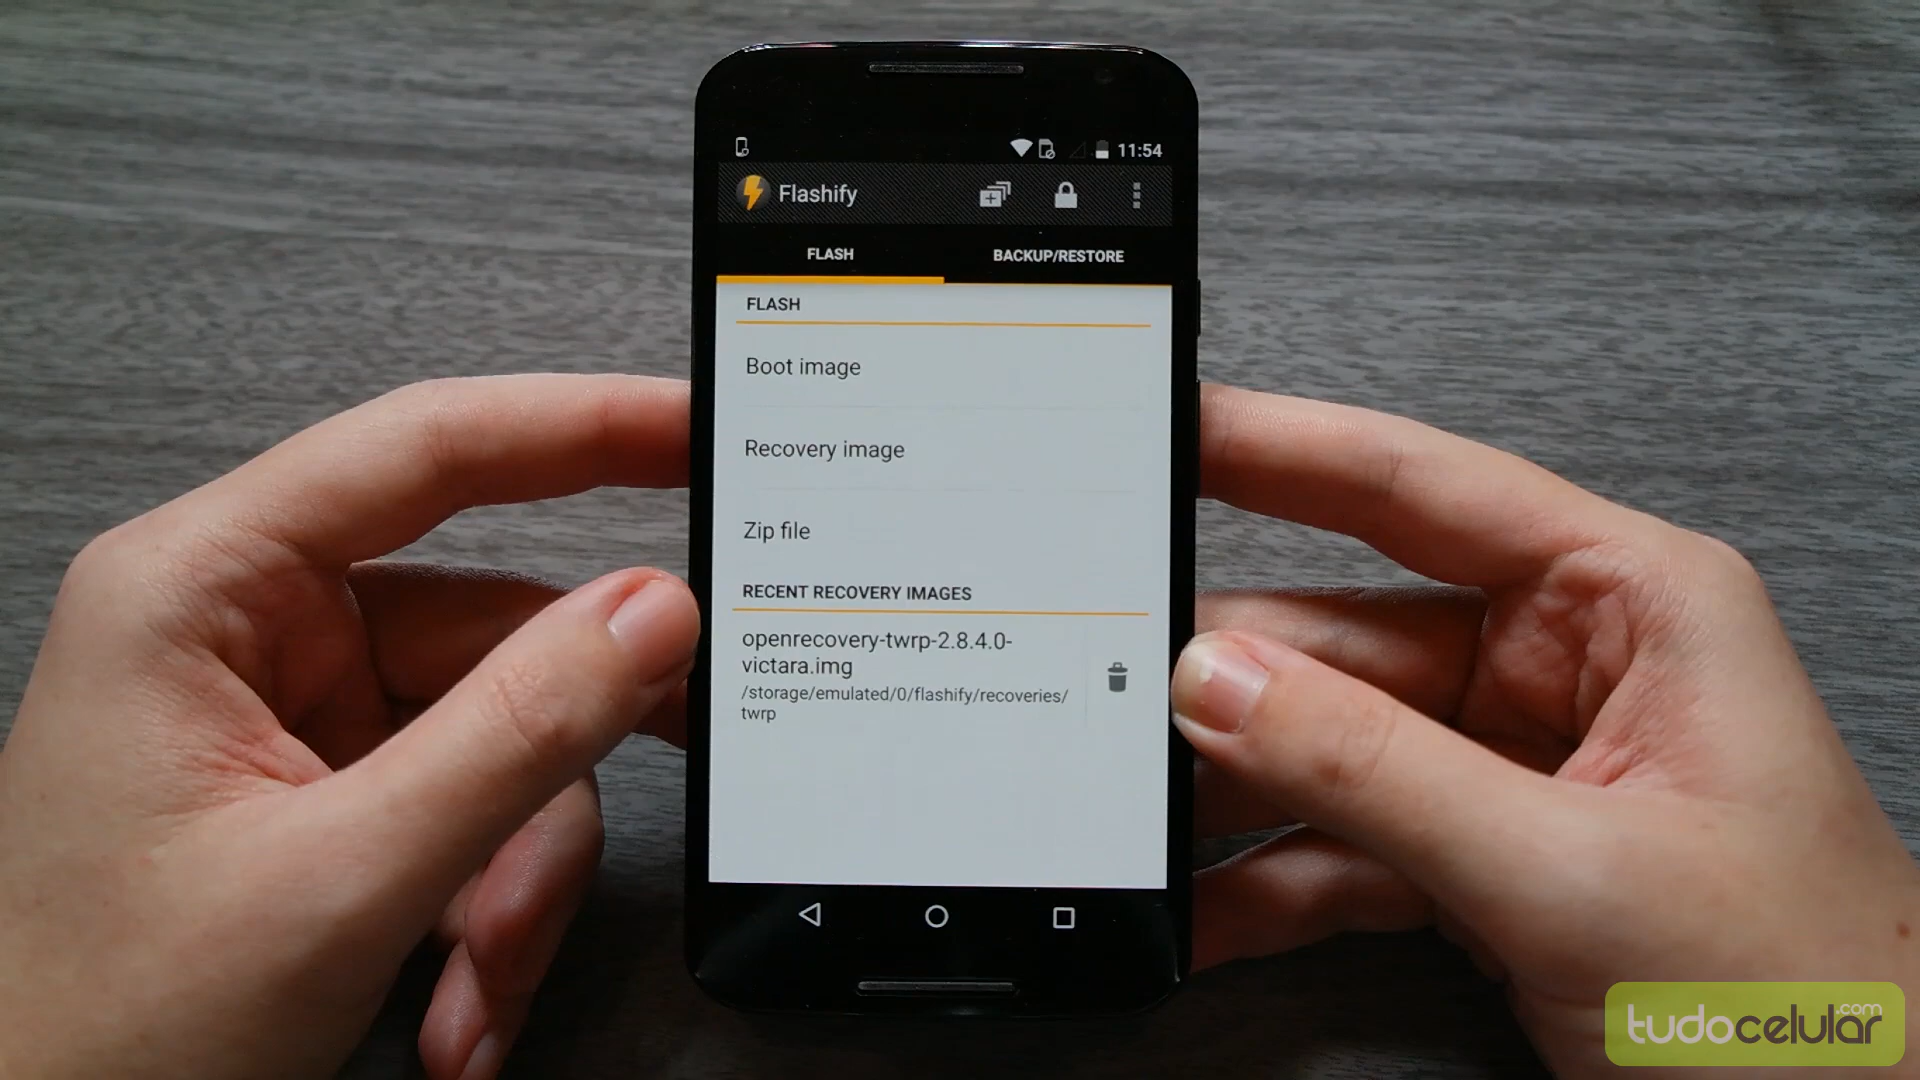 11:54
Flashify
FLASH
BACKUP/RESTORE
FLASH
Boot image
Recovery image
Zip file
RECENT RECOVERY IMAGES
openrecovery-twrp-2.8.4.0-
victara.img
/storage/emulated/0/flashify/recoveries/
twrp
tudocelular.com